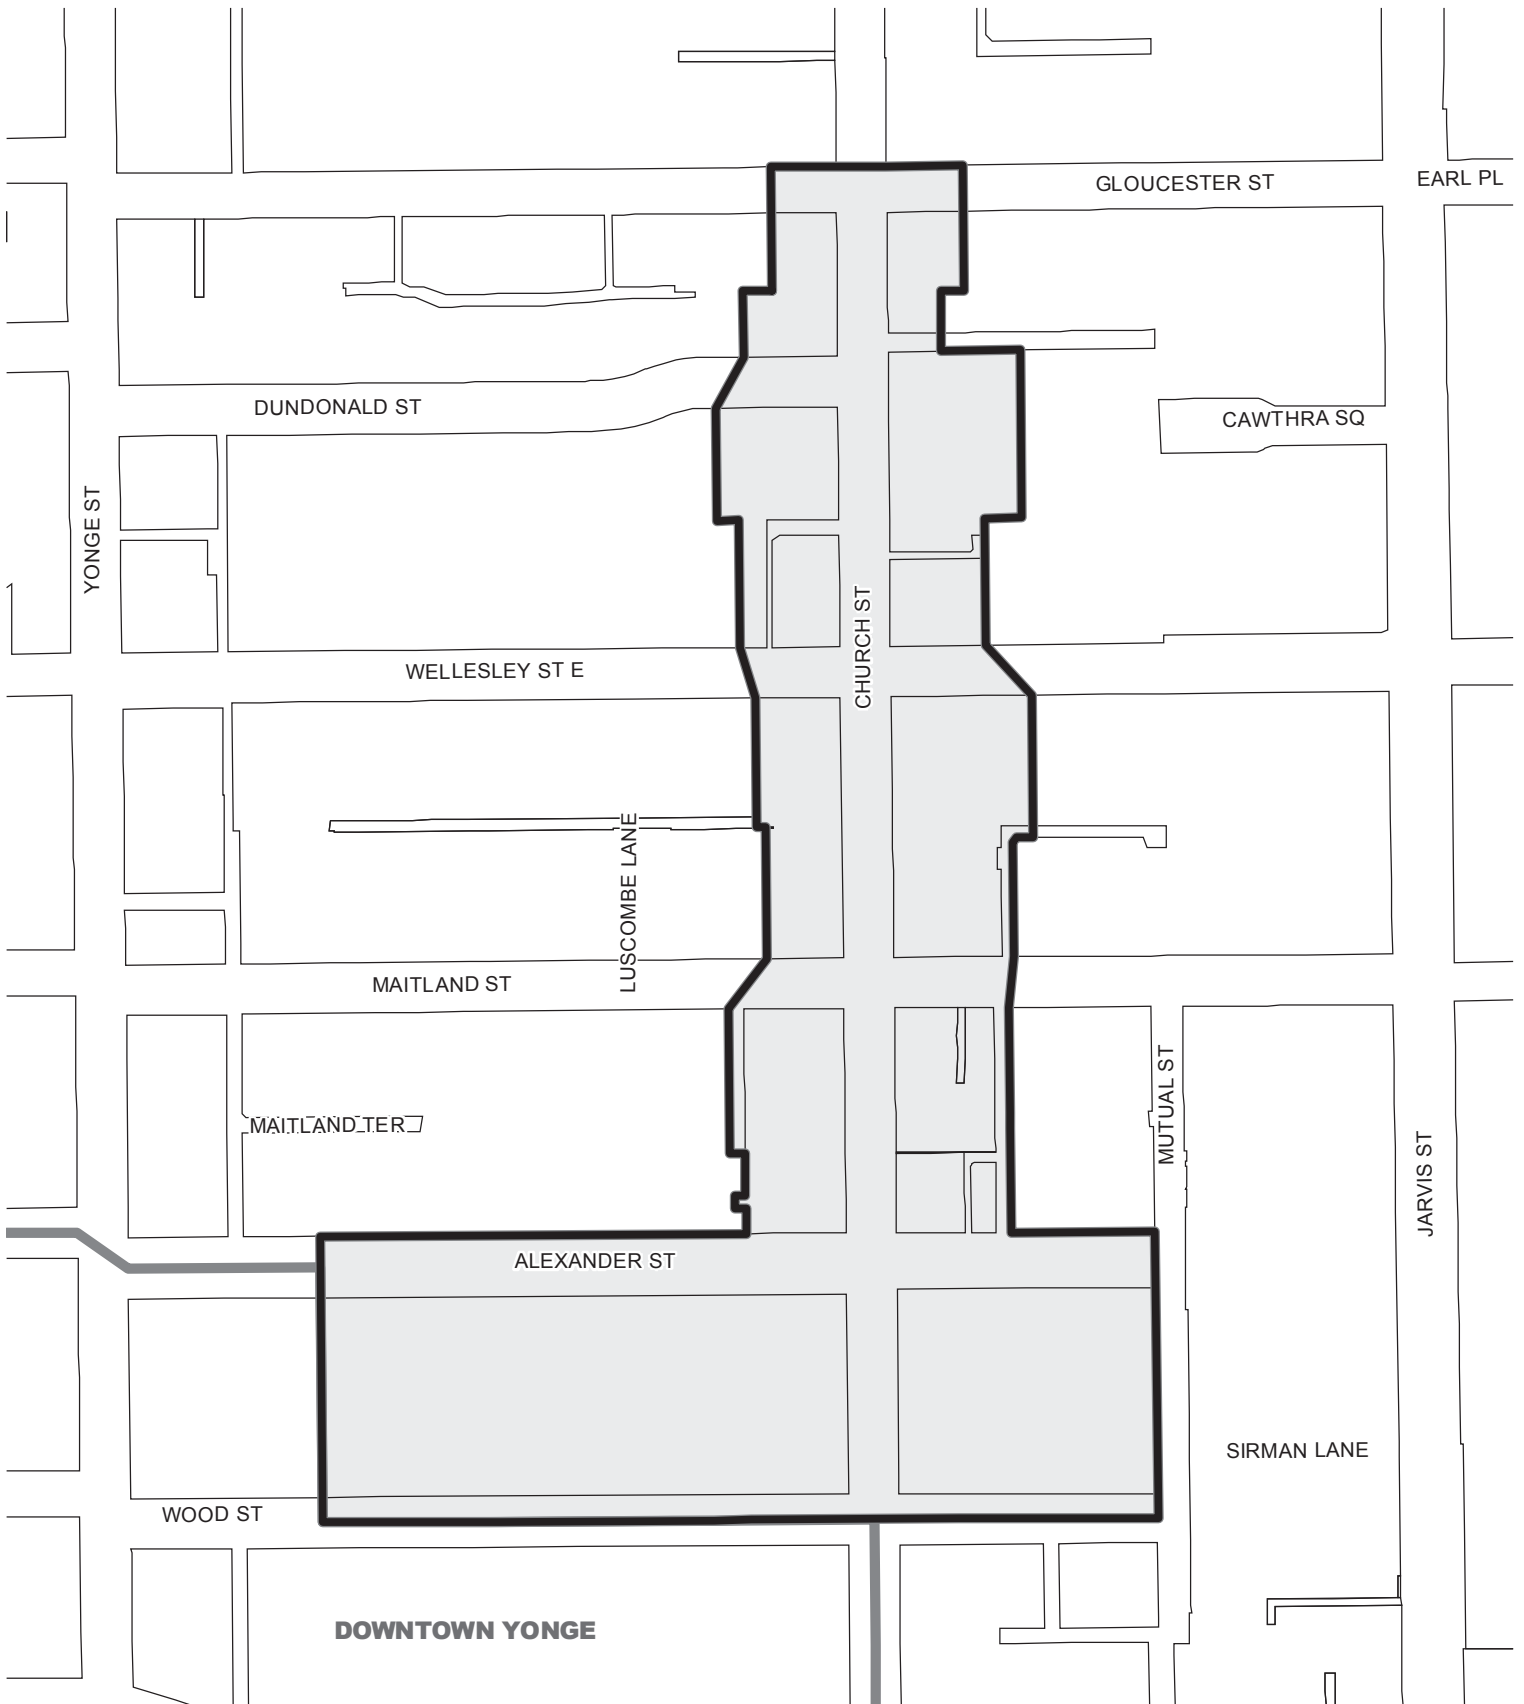 GLOUCESTER ST
EARL PL
DUNDONALD ST
CAWTHRA SQ
YONGE ST
CHURCH ST
WELLESLEY ST E
LUSCOMBE LANE
MAITLAND ST
MUTUAL ST
MAITLAND TER
JARVIS ST
ALEXANDER ST
SIRMAN LANE
WOOD ST
DOWNTOWN YONGE